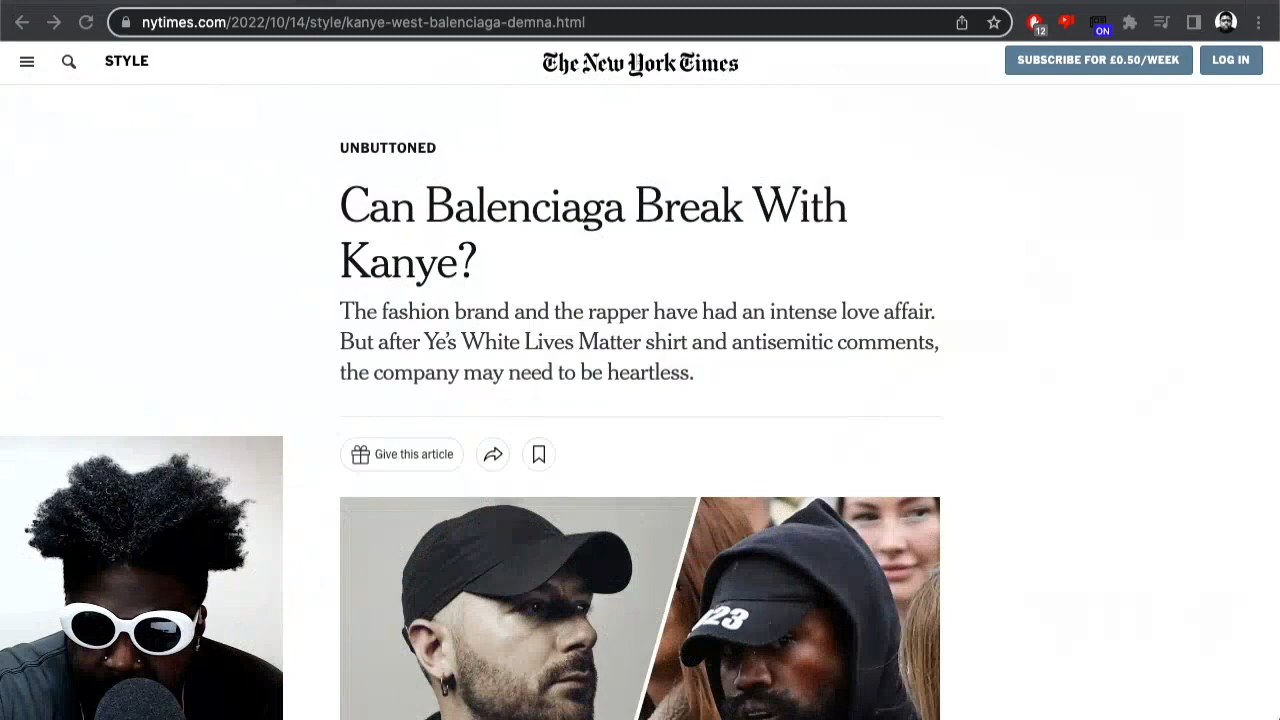 nytimes.com/2022/10/14/style/kanye-west-balenciaga-demna.html
12
ON
STYLE
The New York Times
SUBSCRIBE FOR £0.50/WEEK
LOG IN
UNBUTTONED
Can Balenciaga Break With
Kanye?
The fashion brand and the rapper have had an intense love affair.
But after Ye’s White Lives Matter shirt and antisemitic comments,
the company may need to be heartless.
Give this article
23